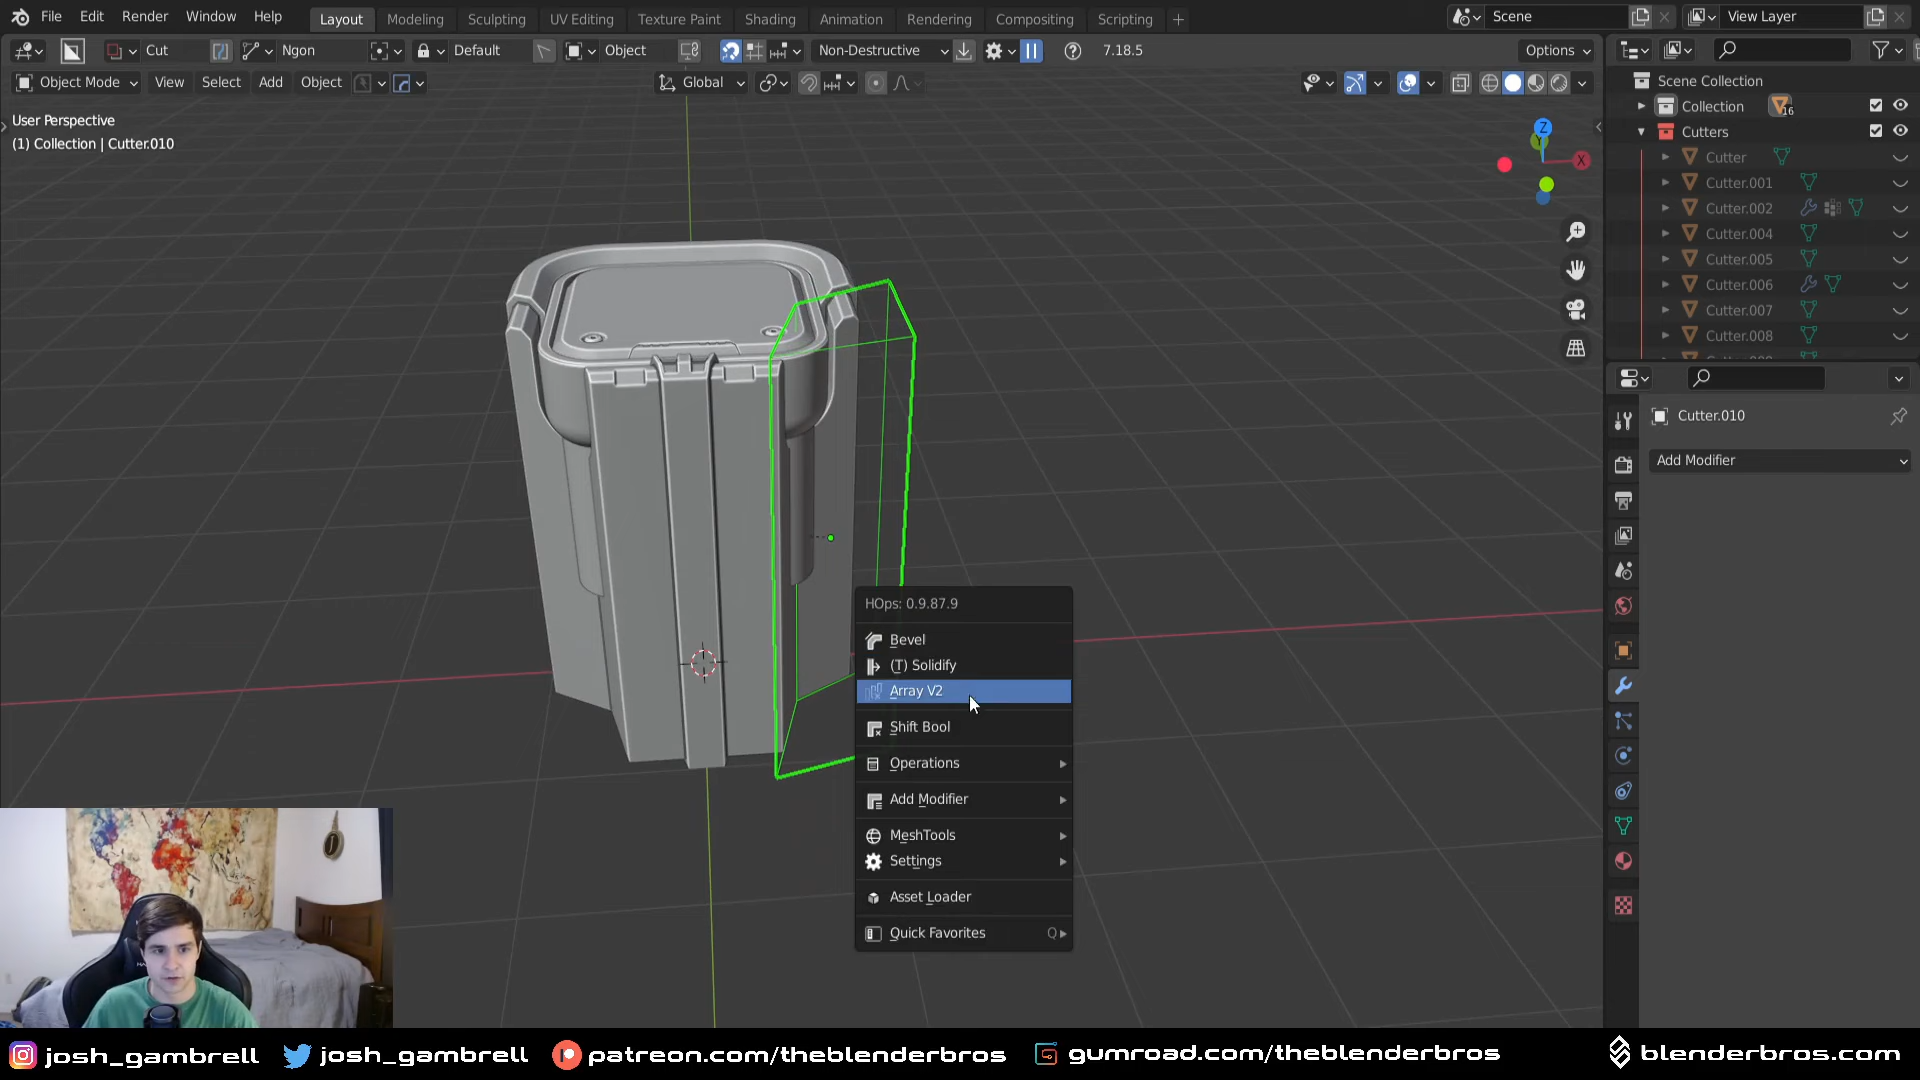 File Edit Render Window Help
Layout Modeling Sculpting UV Editing Texture Paint Shading Animation Rendering Compositing Scripting +
Scene View Layer
Cut Ngon Default Object Non-Destructive 7.18.5 Options
Object Mode View Select Add Object Global
User Perspective
(1) Collection | Cutter.010
Z
Y
X
Scene Collection
Collection 16
Cutters
Cutter
Cutter.001
Cutter.002
Cutter.004
Cutter.005
Cutter.006
Cutter.007
Cutter.008
Cutter.010
Add Modifier
HOps: 0.9.87.9
Bevel
(T) Solidify
Array V2
Shift Bool
Operations
Add Modifier
MeshTools
Settings
Asset Loader
Quick Favorites Q
josh_gambrell josh_gambrell patreon.com/theblenderbros gumroad.com/theblenderbros blenderbros.com